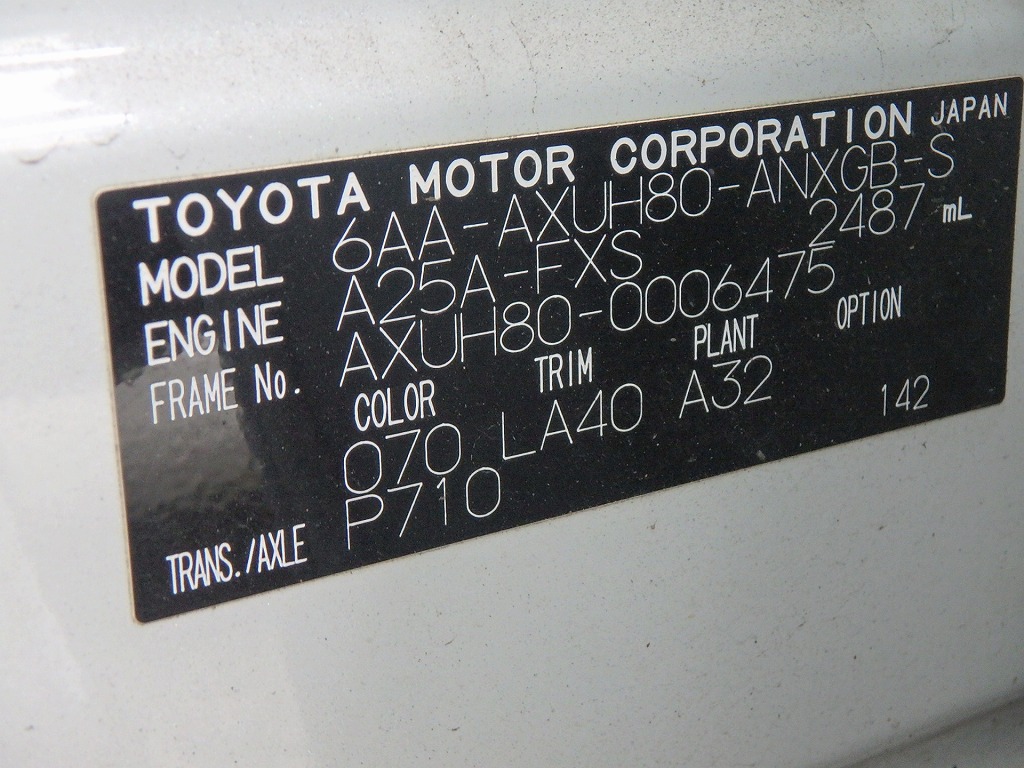 TOYOTA MOTOR CORPORATION JAPAN
MODEL 6AA-AXUH80-ANXGB-S
ENGINE A25A-FXS 2487 mL
FRAME No. AXUH80-0006475
COLOR TRIM PLANT OPTION
070 LA40 A32 142
TRANS./AXLE P710